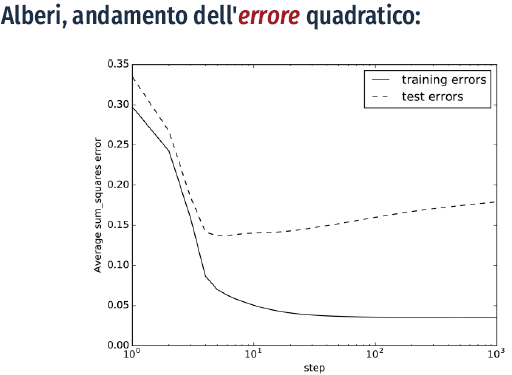 Alberi, andamento dell'errore quadratico:
0.35
0.30
0.25
0.20
0.15
0.10
0.05
0.00
Average sum_squares error
training errors
test errors
10⁰
10¹
10²
10³
step